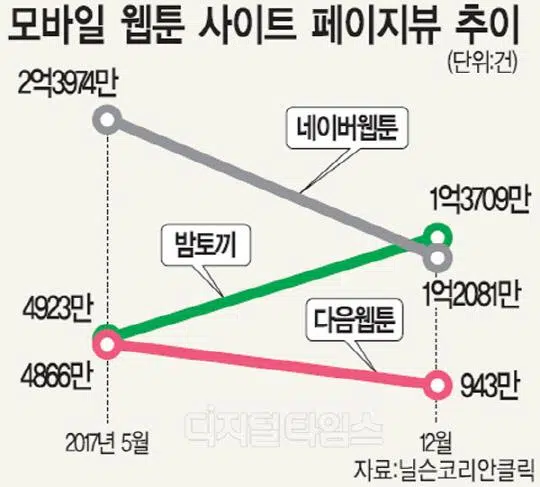 모바일 웹툰 사이트 페이지뷰 추이
(단위:건)
2억3974만
네이버웹툰
1억3709만
밤토끼
4923만
1억2081만
다음웹툰
4866만
943만
디지털타임스
2017년 5월
12월
자료:닐슨코리안클릭